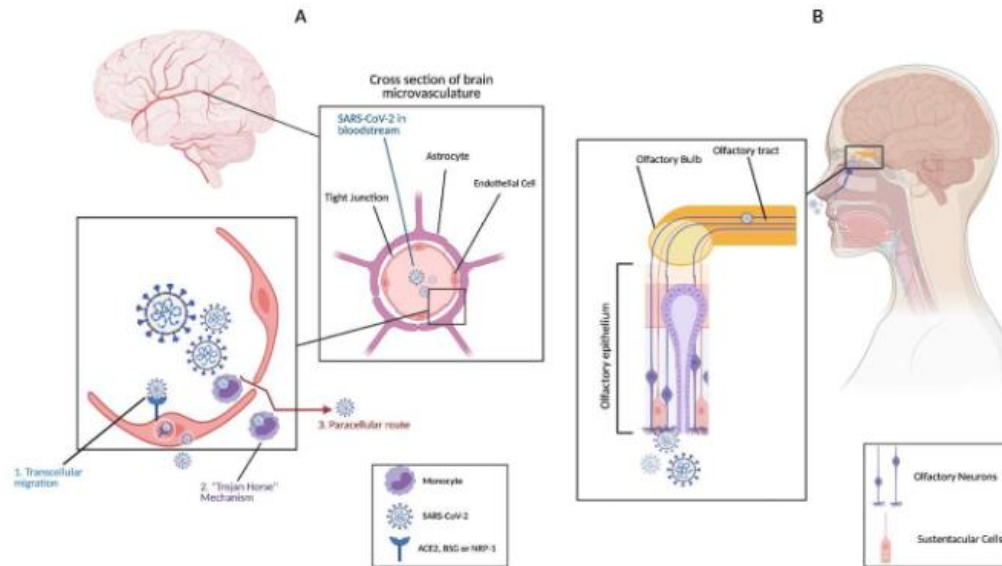 A
Cross section of brain
microvasculature
SARS-CoV-2 in
bloodstream
Astrocyte
Tight Junction
Endothelial Cell
1. Transcellular
migration
2. "Trojan Horse"
Mechanism
3. Paracellular route
Monocyte
SARS-CoV-2
ACE2, BSG or NRP-1
B
Olfactory Bulb
Olfactory tract
Olfactory epithelium
Olfactory Neurons
Sustentacular Cells